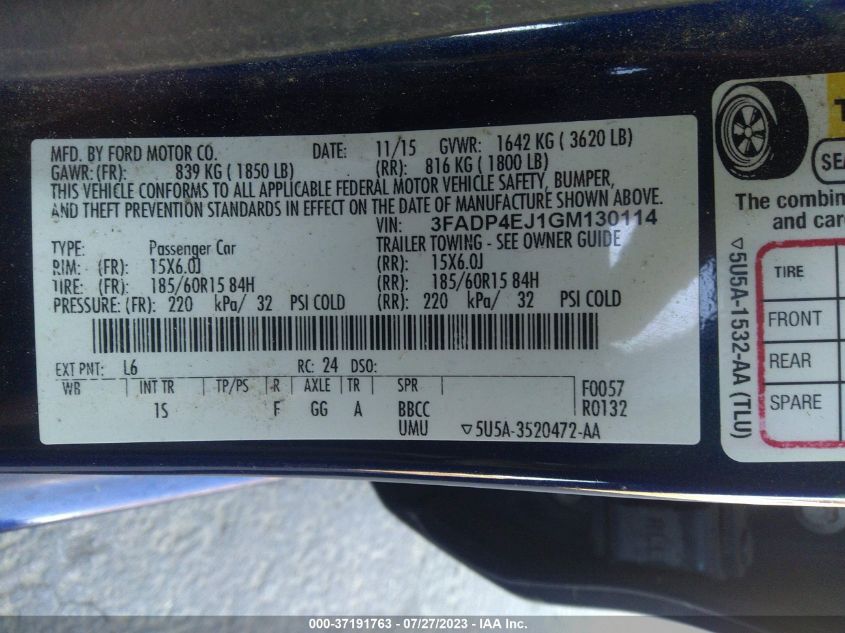 MFD. BY FORD MOTOR CO. DATE: 11/15 GVWR: 1642 KG ( 3620 LB)
GAWR: (FR): 839 KG ( 1850 LB) (RR): 816 KG ( 1800 LB)
THIS VEHICLE CONFORMS TO ALL APPLICABLE FEDERAL MOTOR VEHICLE SAFETY, BUMPER,
AND THEFT PREVENTION STANDARDS IN EFFECT ON THE DATE OF MANUFACTURE SHOWN ABOVE.
VIN: 3FADP4EJ1GM130114
TYPE: Passenger Car TRAILER TOWING - SEE OWNER GUIDE
RIM: (FR): 15X6.0J (RR): 15X6.0J
TIRE: (FR): 185/60R15 84H (RR): 185/60R15 84H
PRESSURE: (FR): 220 kPa/ 32 PSI COLD (RR): 220 kPa/ 32 PSI COLD
EXT PNT: L6 RC: 24 DSO:
WB INT TR TP/PS R AXLE TR SPR F0057
1S F GG A BBCC R0132
UMU ▽5U5A-3520472-AA
▽5U5A-1532-AA (TLU)
The combin
and car
TIRE
FRONT
REAR
SPARE
000-37191763 / 07/27/2023 / IAA Inc.